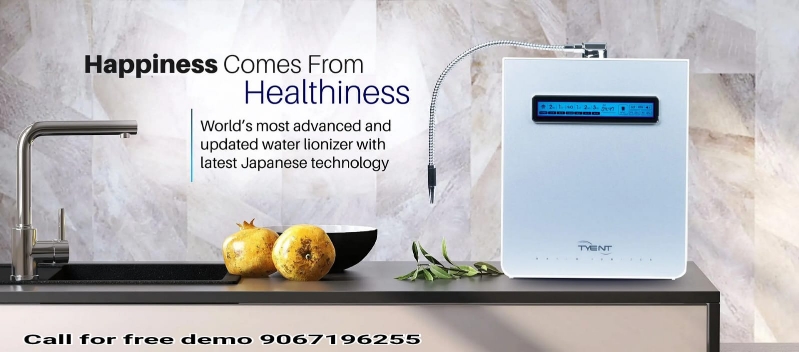 Happiness Comes From
Healthiness
World's most advanced and
updated water lionizer with
latest Japanese technology
TYENT
Call for free demo 9067196255